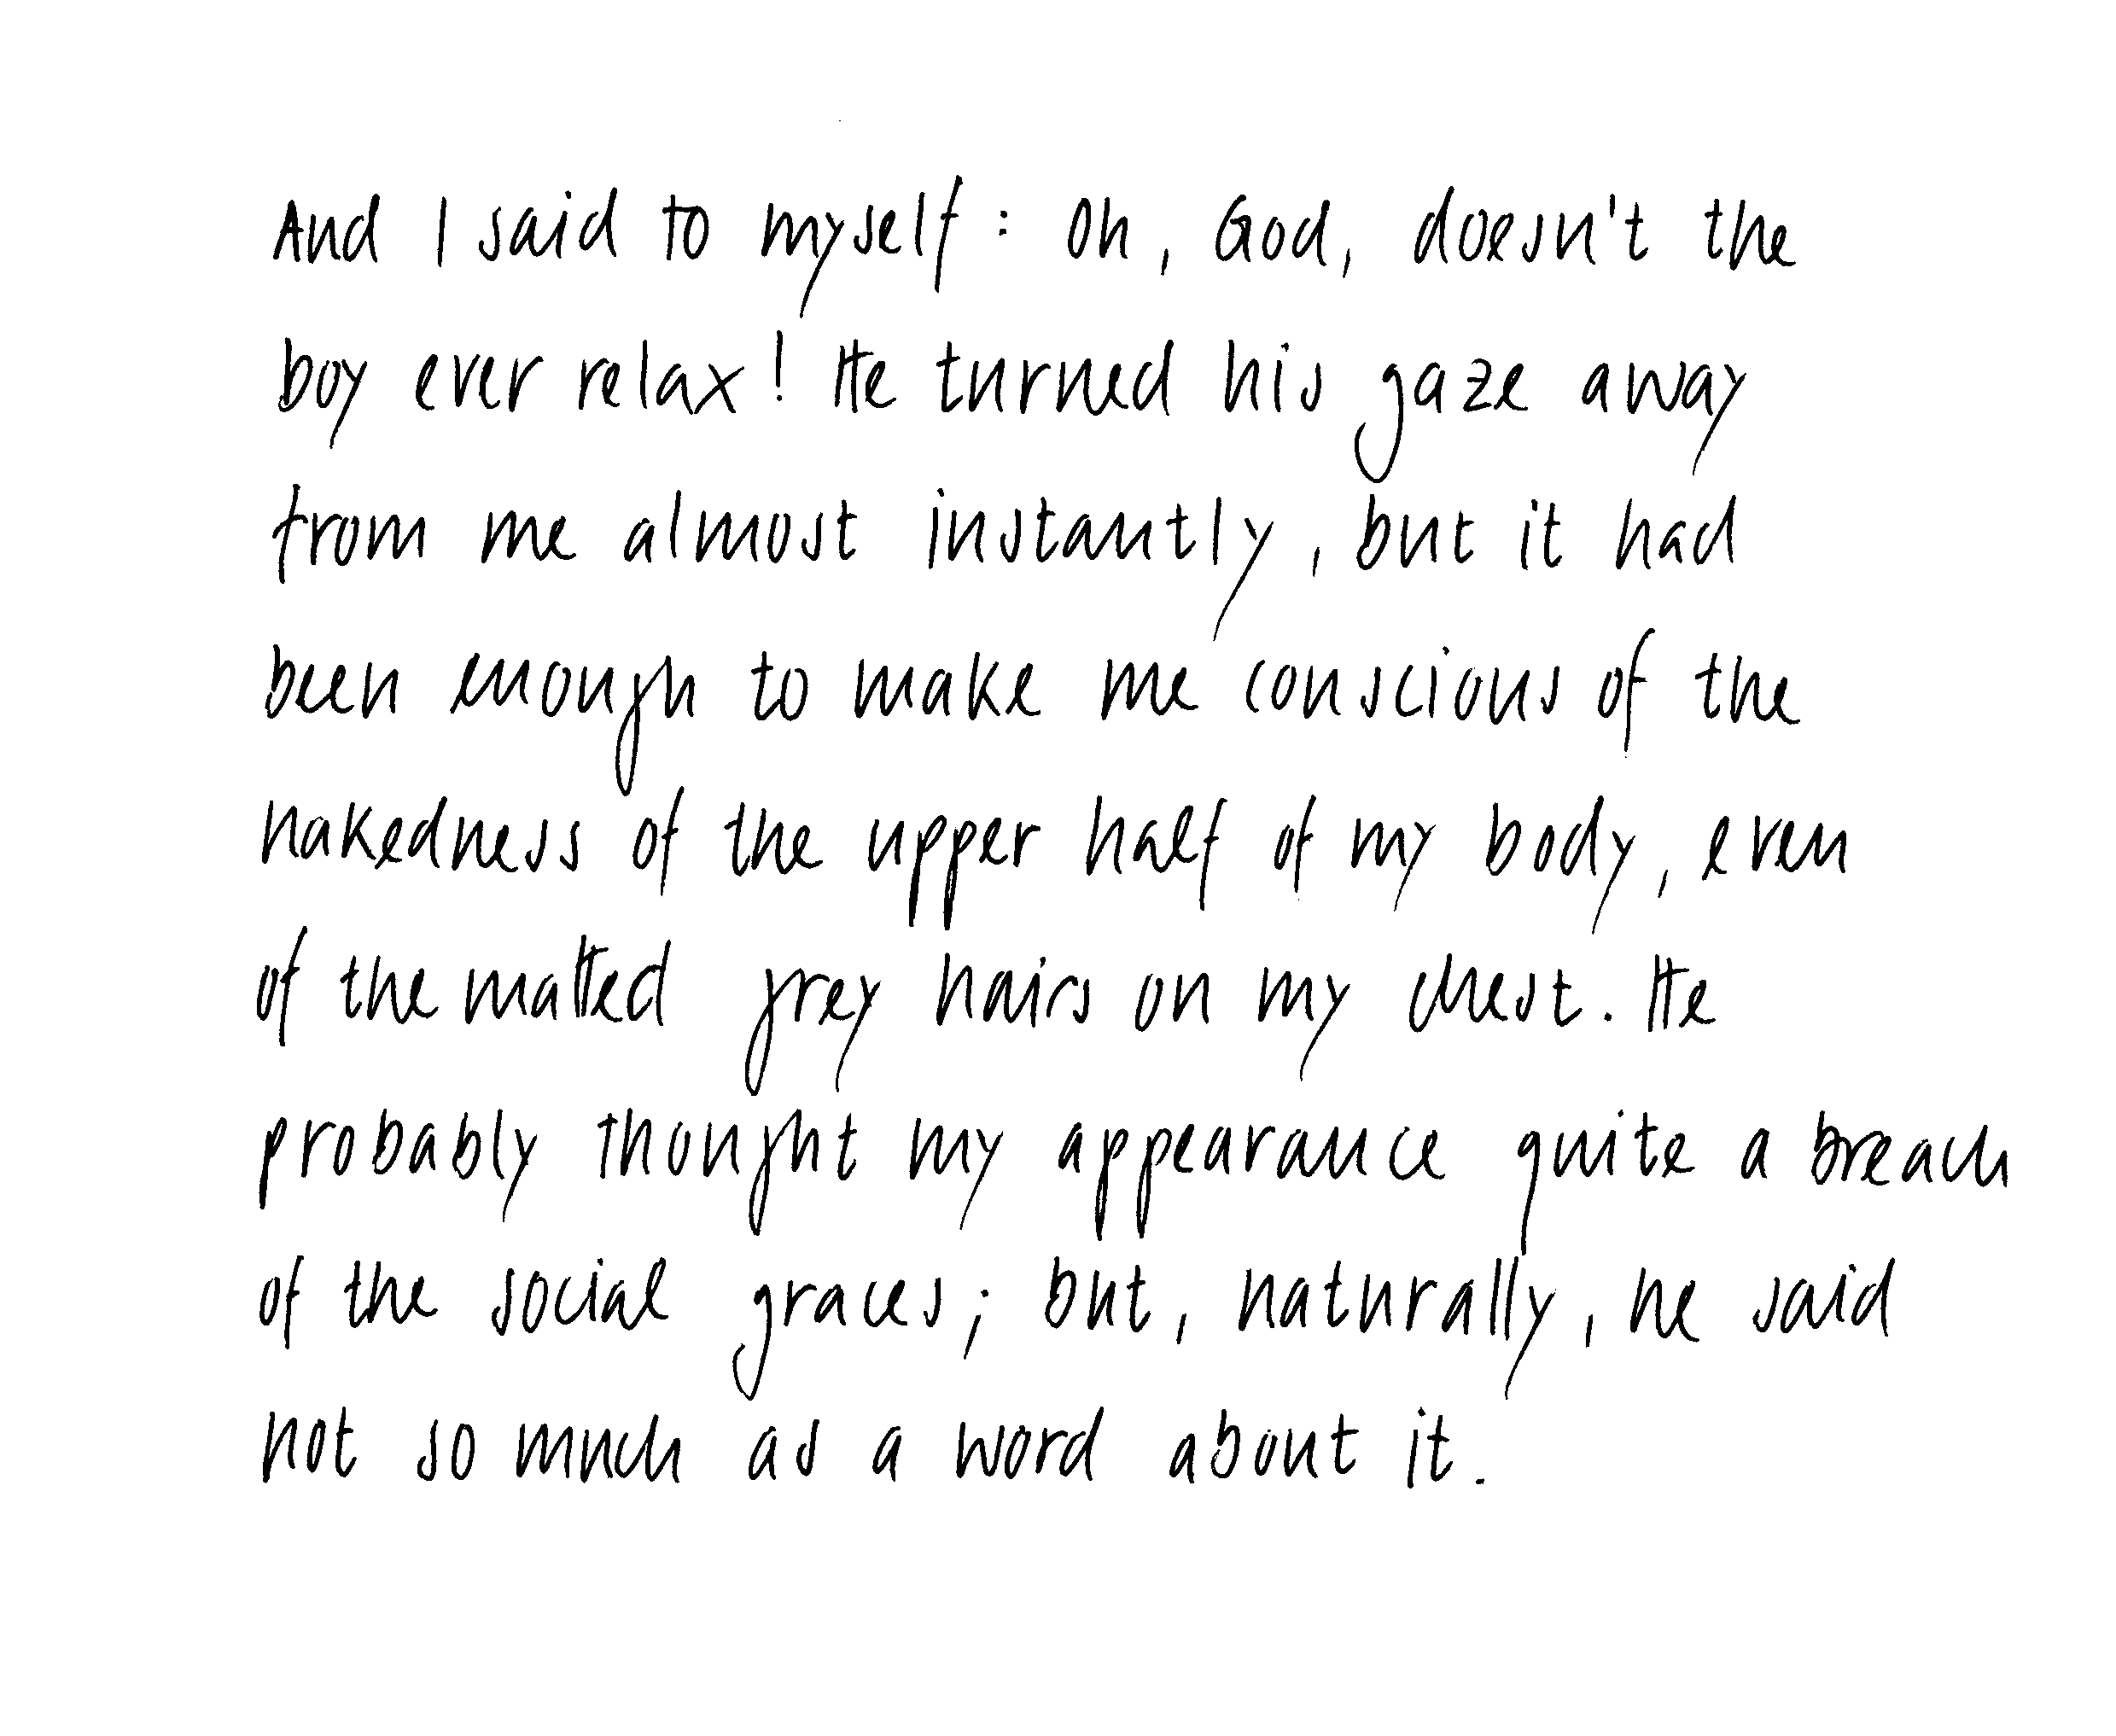 And I said to myself: Oh, God, doesn't the
boy ever relax! He turned his gaze away
from me almost instantly, but it had
been enough to make me conscious of the
nakedness of the upper half of my body, even
of the matted grey hairs on my chest. He
probably thought my appearance quite a breach
of the social graces; but, naturally, he said
not so much as a word about it.